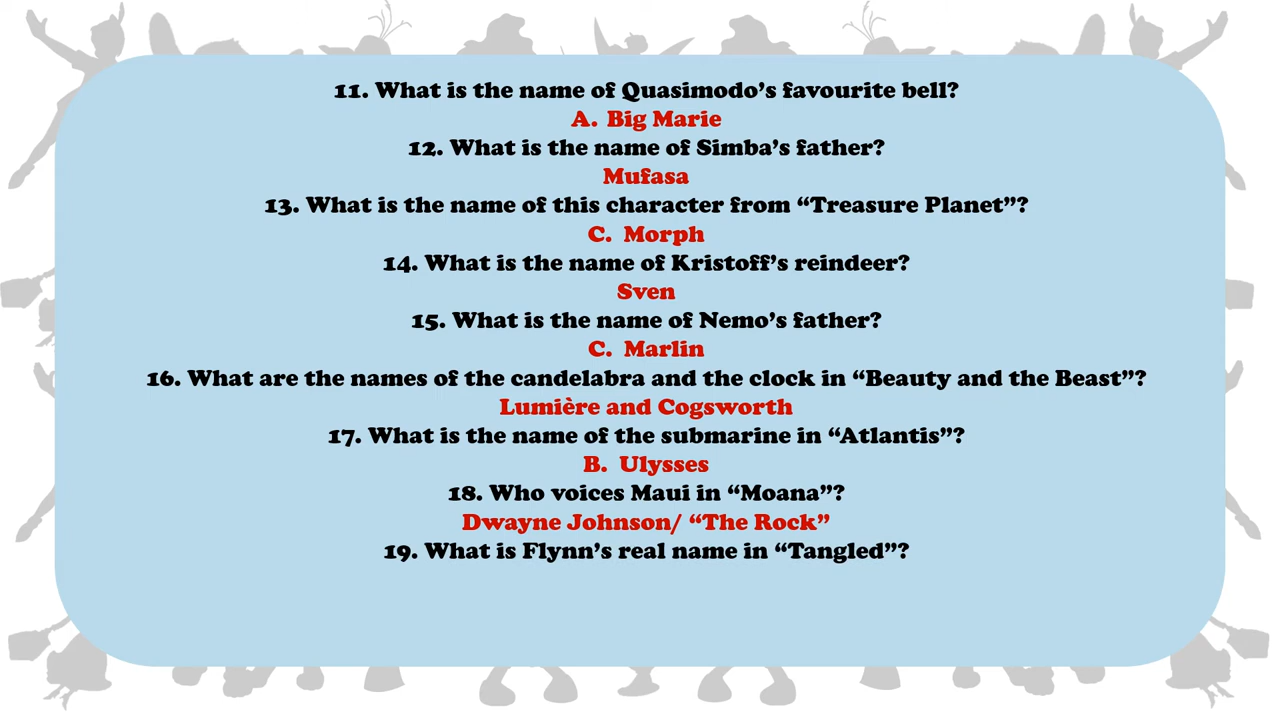 11. What is the name of Quasimodo’s favourite bell?
A. Big Marie
12. What is the name of Simba’s father?
Mufasa
13. What is the name of this character from “Treasure Planet”?
C. Morph
14. What is the name of Kristoff’s reindeer?
Sven
15. What is the name of Nemo’s father?
C. Marlin
16. What are the names of the candelabra and the clock in “Beauty and the Beast”?
Lumière and Cogsworth
17. What is the name of the submarine in “Atlantis”?
B. Ulysses
18. Who voices Maui in “Moana”?
Dwayne Johnson/ “The Rock”
19. What is Flynn’s real name in “Tangled”?